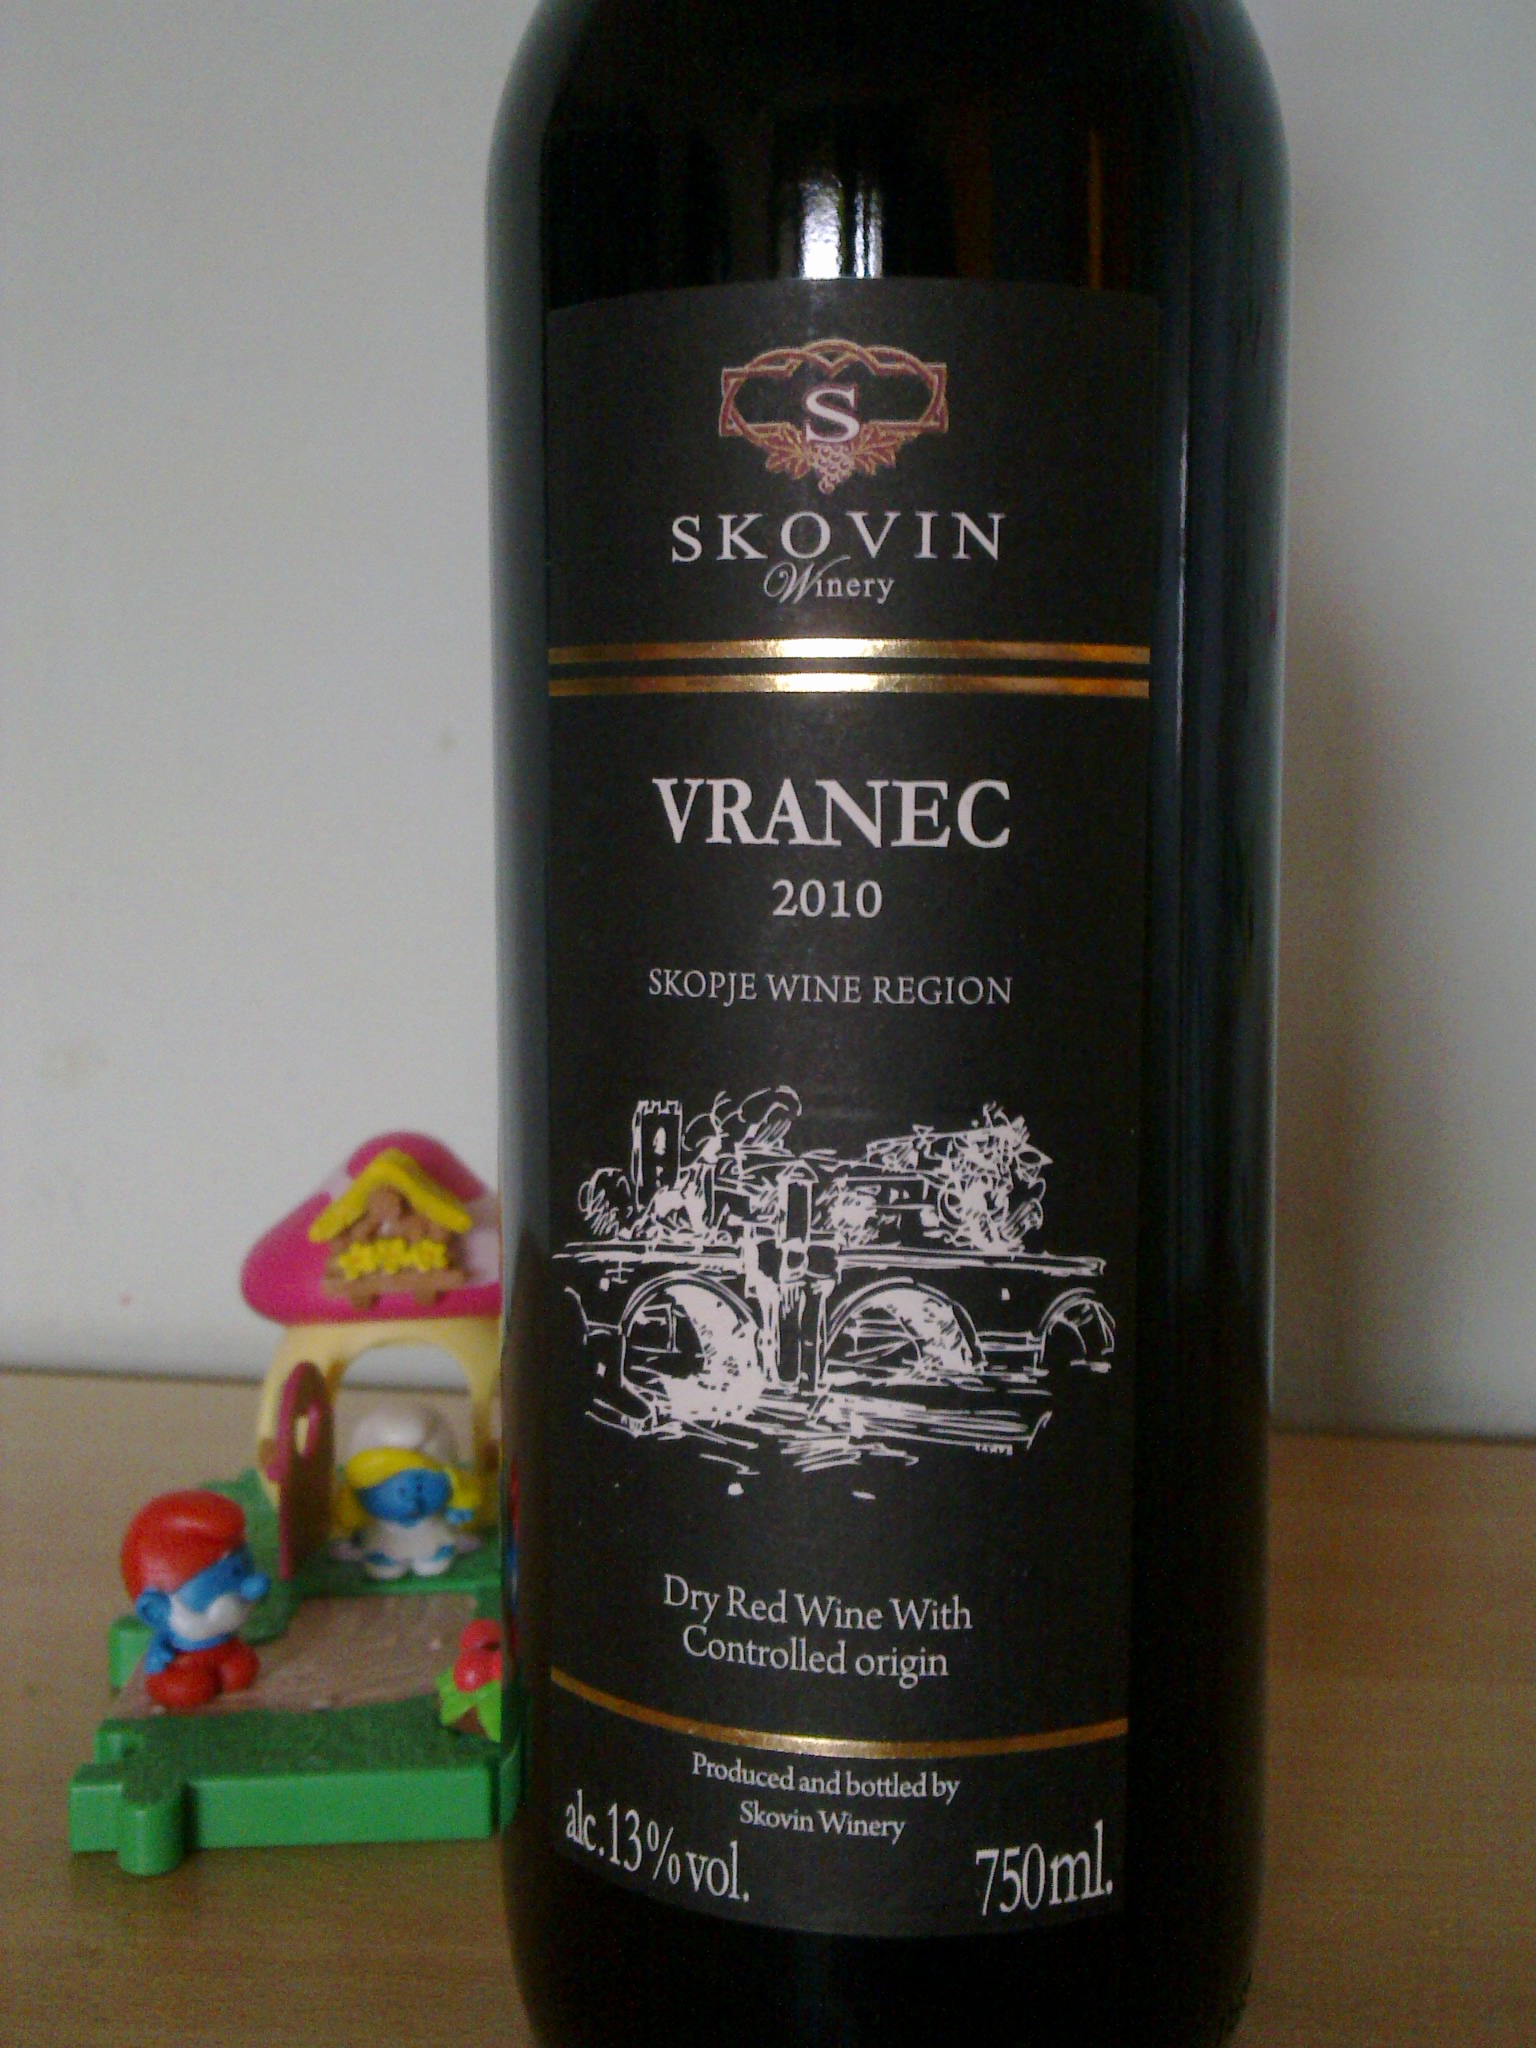 S
SKOVIN
Winery
VRANEC
2010
SKOPJE WINE REGION
Dry Red Wine With
Controlled origin
Produced and bottled by
Skovin Winery
alc.13%vol.
750ml.